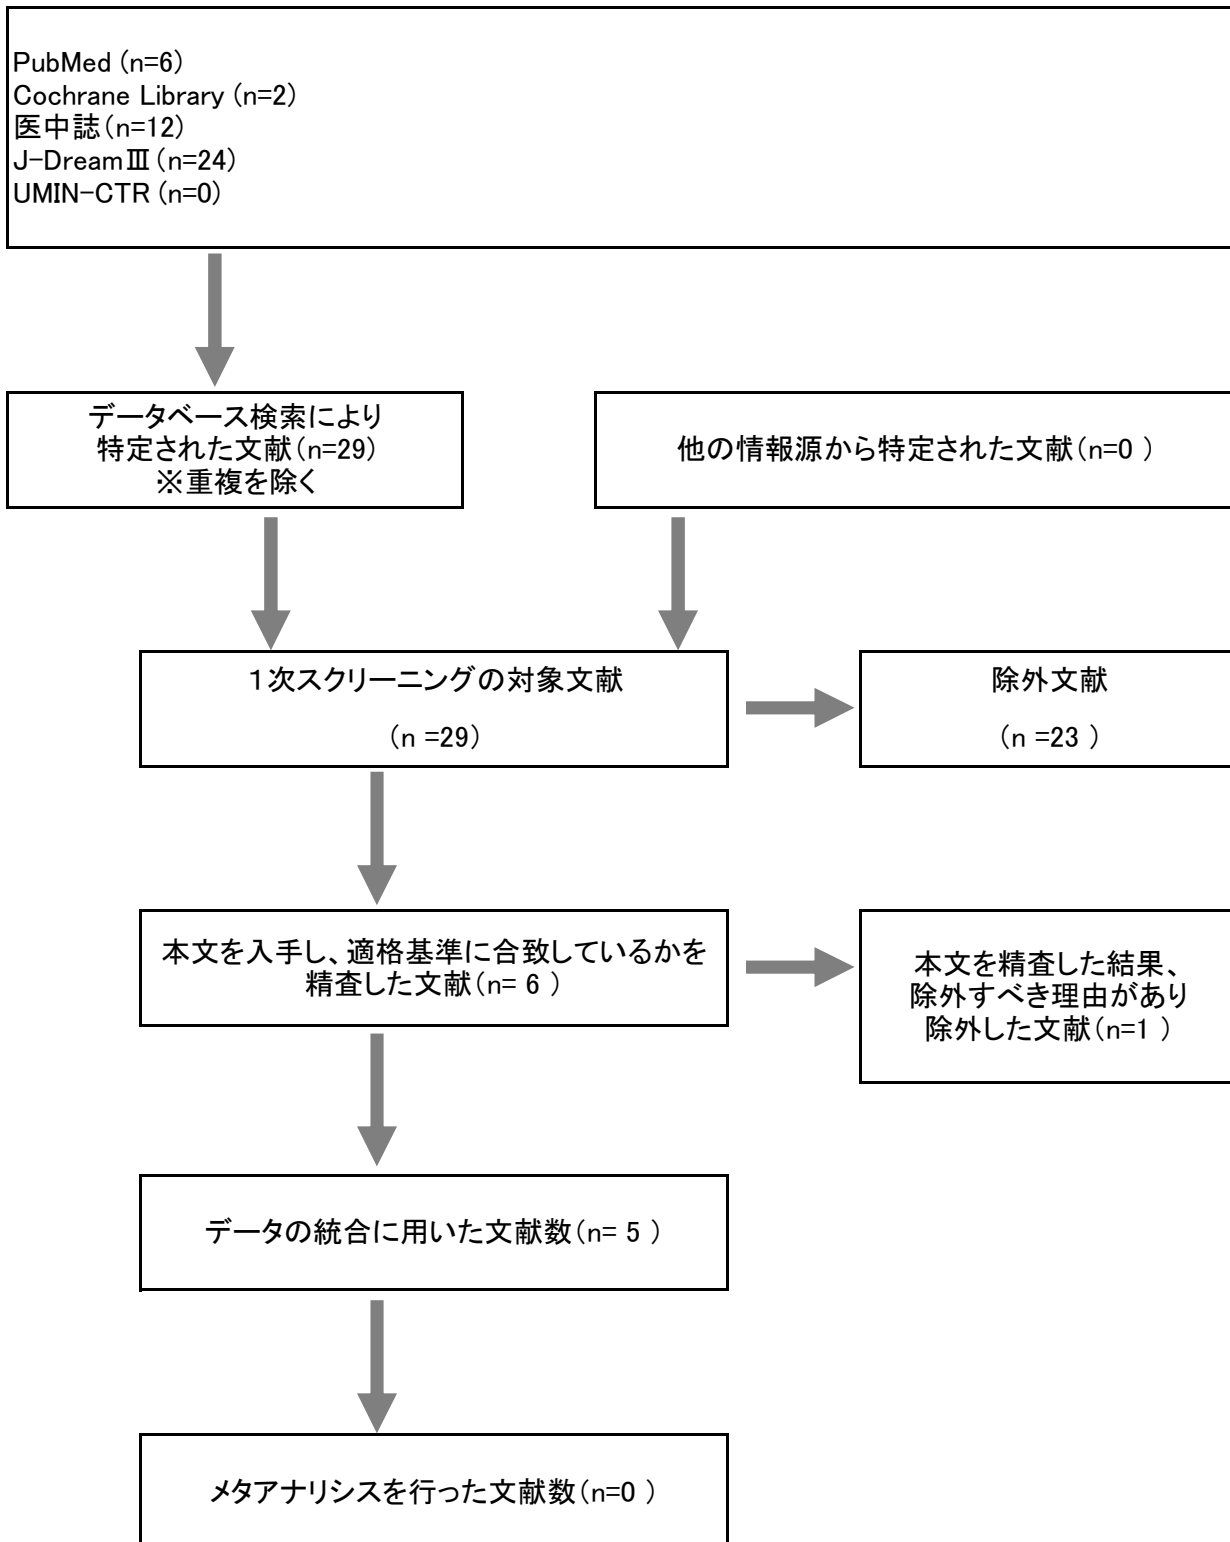 PubMed (n=6)
Cochrane Library (n=2)
医中誌(n=12)
J-DreamⅢ (n=24)
UMIN-CTR (n=0)
データベース検索により
特定された文献(n=29)
※重複を除く
他の情報源から特定された文献(n=0 )
1次スクリーニングの対象文献
(n =29)
除外文献
(n =23 )
本文を入手し、適格基準に合致しているかを
精査した文献(n= 6 )
本文を精査した結果、
除外すべき理由があり
除外した文献(n=1 )
データの統合に用いた文献数(n= 5 )
メタアナリシスを行った文献数(n=0 )